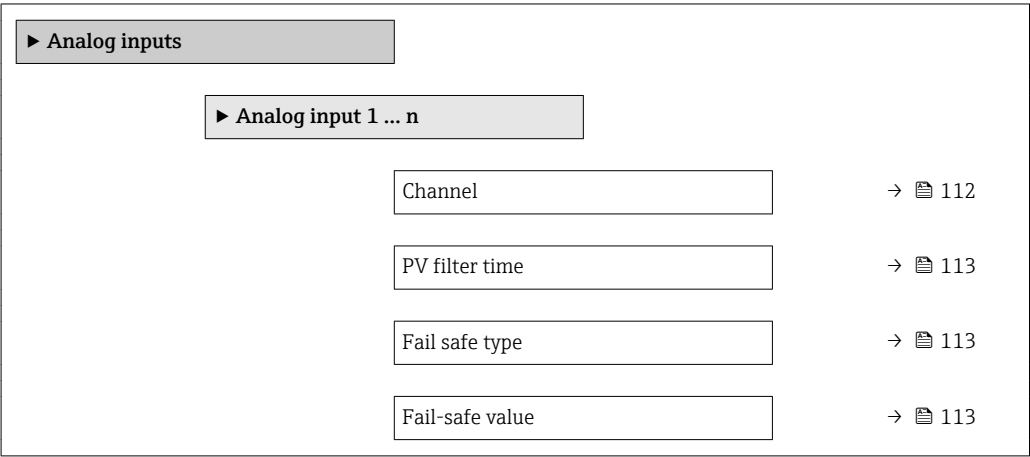 ▶ Analog inputs
▶ Analog input 1 ... n
Channel → 112
PV filter time → 113
Fail safe type → 113
Fail-safe value → 113